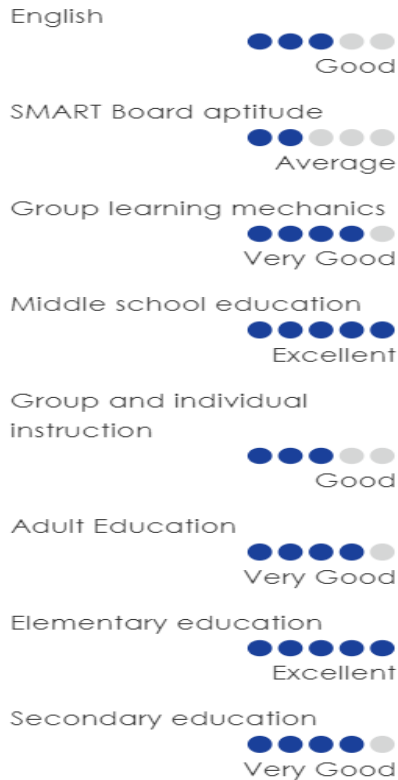 English
Good
SMART Board aptitude
Average
Group learning mechanics
Very Good
Middle school education
Excellent
Group and individual
instruction
Good
Adult Education
Very Good
Elementary education
Excellent
Secondary education
Very Good